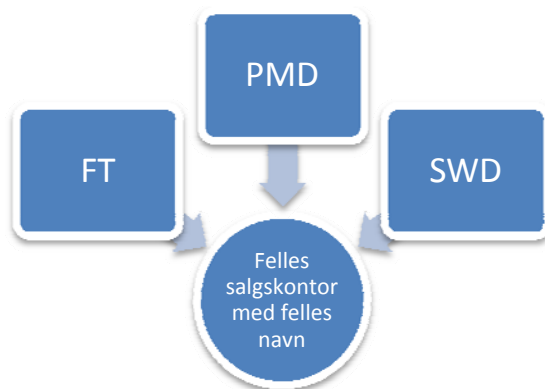 PMD
FT
SWD
Felles
salgskontor
med felles
navn